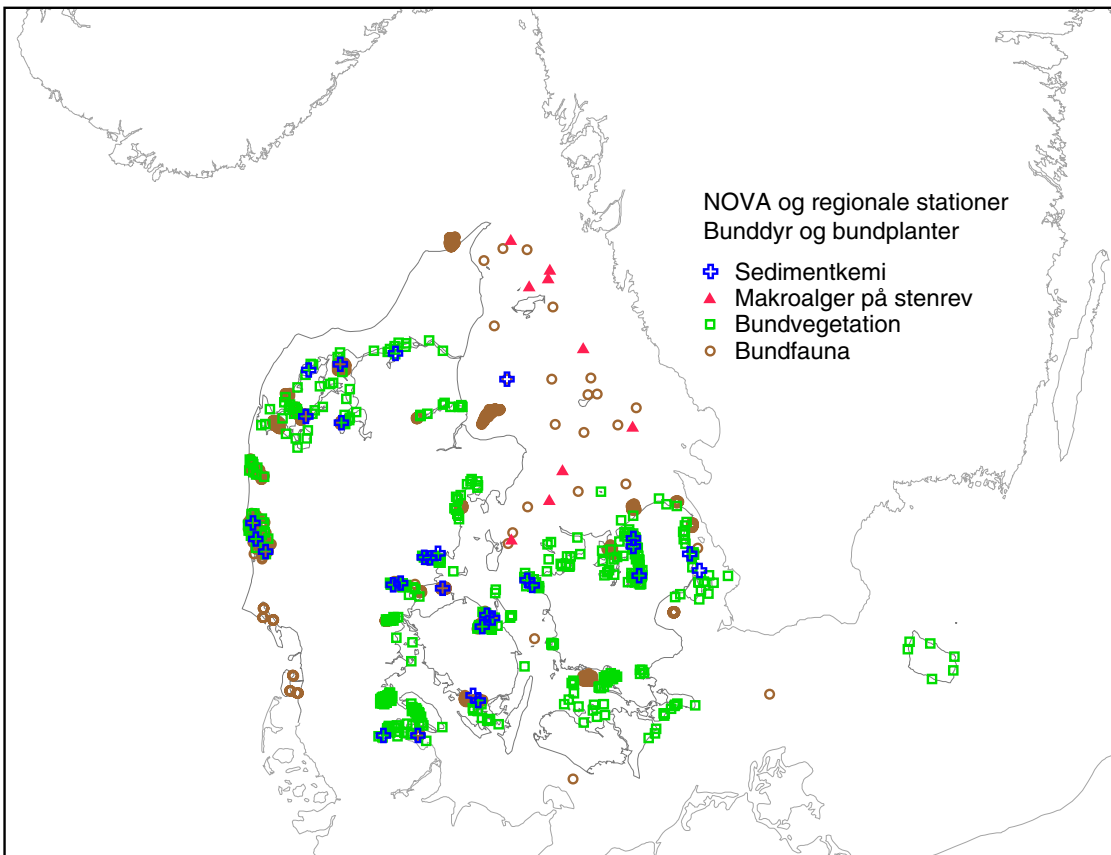 NOVA og regionale stationer
Bunddyr og bundplanter
Sedimentkemi
Makroalger på stenrev
Bundvegetation
Bundfauna